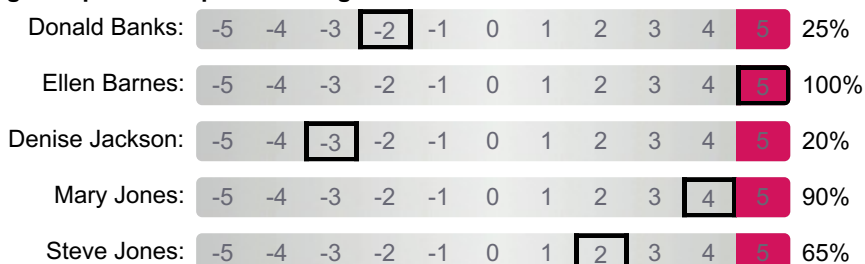 Donald Banks: -5 -4 -3 -2 -1 0 1 2 3 4 5 25%
Ellen Barnes: -5 -4 -3 -2 -1 0 1 2 3 4 5 100%
Denise Jackson: -5 -4 -3 -2 -1 0 1 2 3 4 5 20%
Mary Jones: -5 -4 -3 -2 -1 0 1 2 3 4 5 90%
Steve Jones: -5 -4 -3 -2 -1 0 1 2 3 4 5 65%